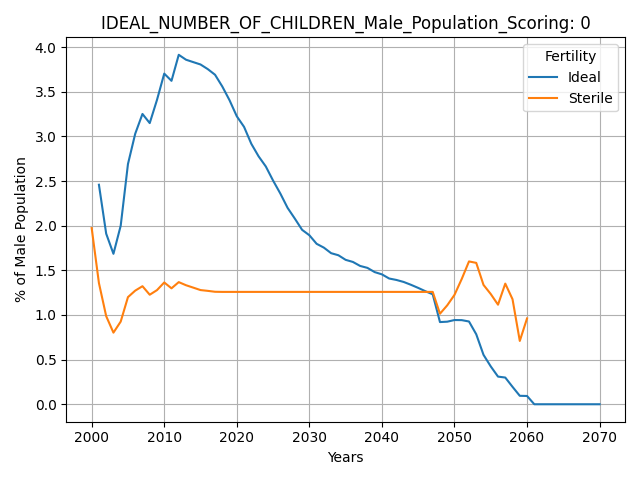 IDEAL_NUMBER_OF_CHILDREN_Male_Population_Scoring: 0
Fertility
Ideal
Sterile
% of Male Population
4.0
3.5
3.0
2.5
2.0
1.5
1.0
0.5
0.0
2000 2010 2020 2030 2040 2050 2060 2070
Years